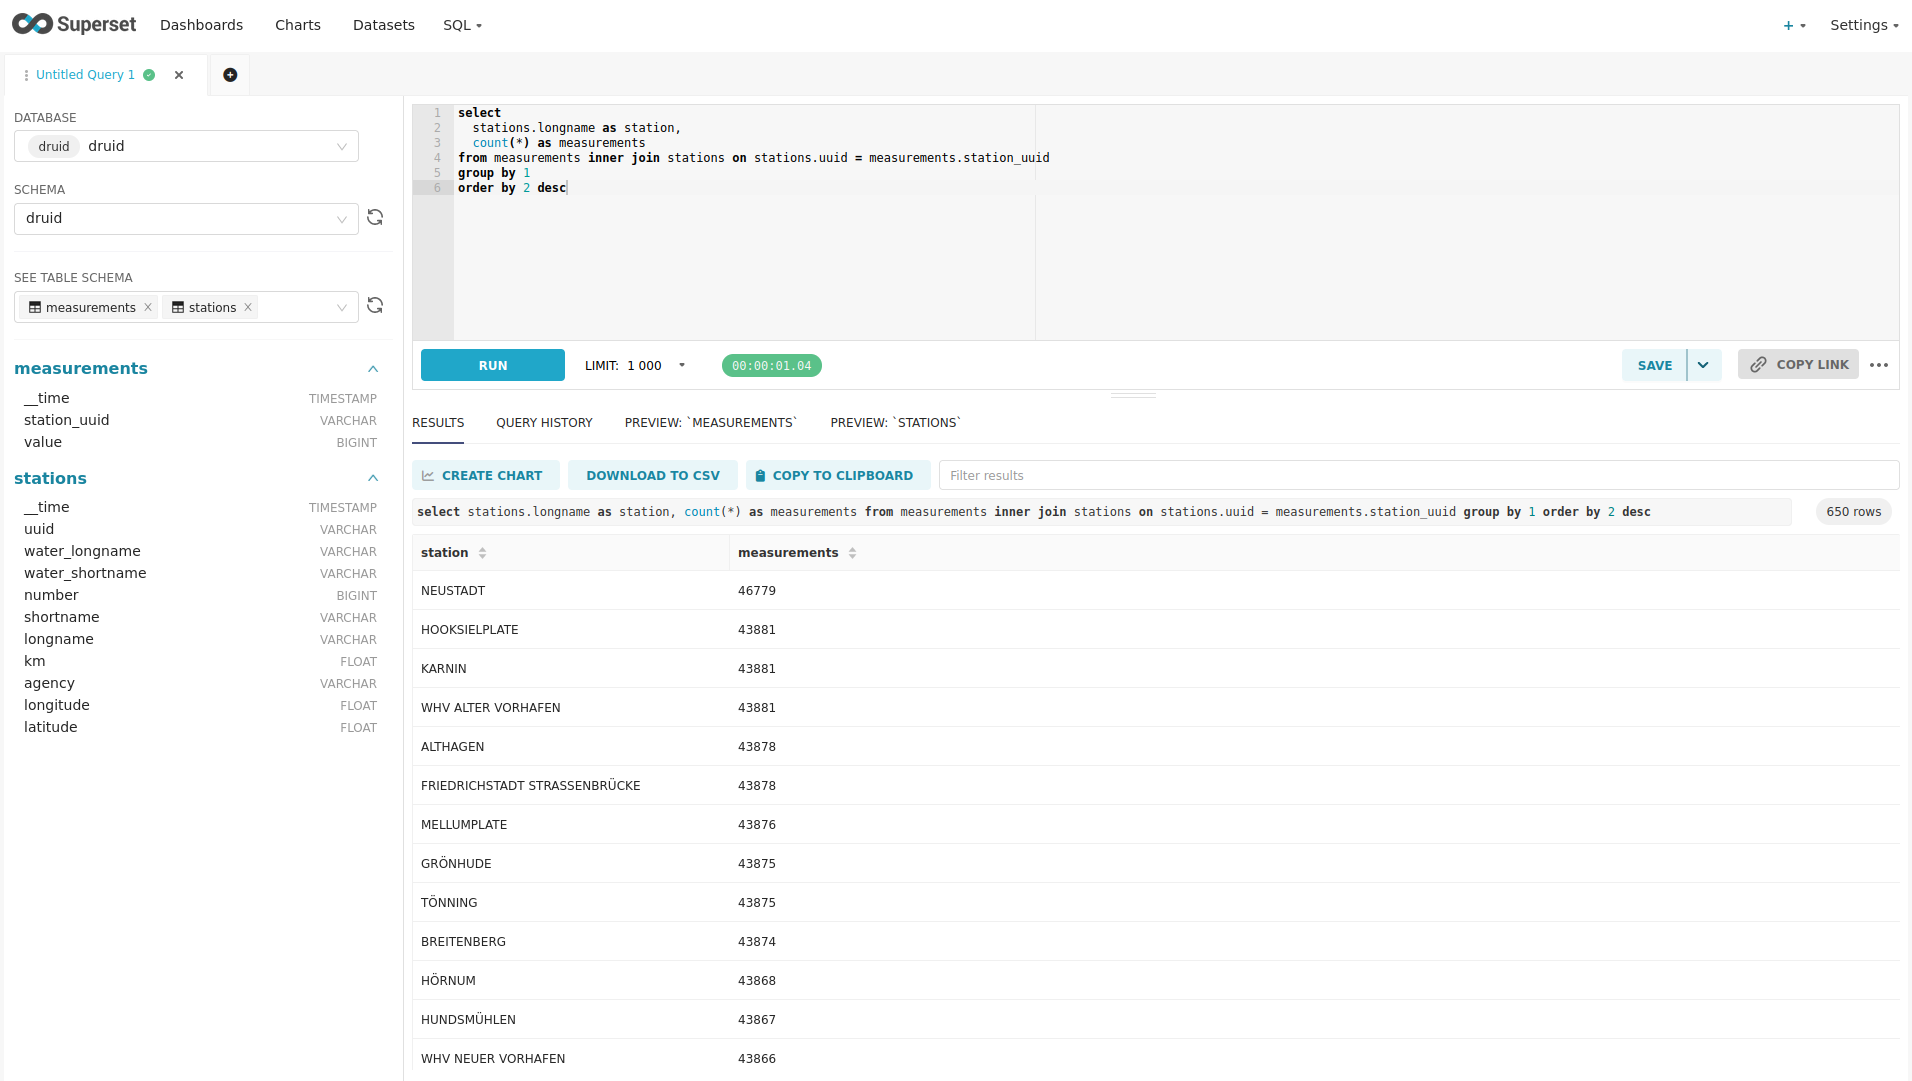 Superset Dashboards Charts Datasets SQL + Settings
Untitled Query 1
DATABASE
druid druid
SCHEMA
druid
SEE TABLE SCHEMA
measurements stations
measurements
__time TIMESTAMP
station_uuid VARCHAR
value BIGINT
stations
__time TIMESTAMP
uuid VARCHAR
water_longname VARCHAR
water_shortname VARCHAR
number BIGINT
shortname VARCHAR
longname VARCHAR
km FLOAT
agency VARCHAR
longitude FLOAT
latitude FLOAT
1 select
2 stations.longname as station,
3 count(*) as measurements
4 from measurements inner join stations on stations.uuid = measurements.station_uuid
5 group by 1
6 order by 2 desc
RUN LIMIT: 1 000 00:00:01.04 SAVE COPY LINK
RESULTS QUERY HISTORY PREVIEW: `MEASUREMENTS` PREVIEW: `STATIONS`
CREATE CHART DOWNLOAD TO CSV COPY TO CLIPBOARD Filter results
select stations.longname as station, count(*) as measurements from measurements inner join stations on stations.uuid = measurements.station_uuid group by 1 order by 2 desc 650 rows
station measurements
NEUSTADT 46779
HOOKSIELPLATE 43881
KARNIN 43881
WHV ALTER VORHAFEN 43881
ALTHAGEN 43878
FRIEDRICHSTADT STRASSENBRÜCKE 43878
MELLUMPLATE 43876
GRÖNHUDE 43875
TÖNNING 43875
BREITENBERG 43874
HÖRNUM 43868
HUNDSMÜHLEN 43867
WHV NEUER VORHAFEN 43866